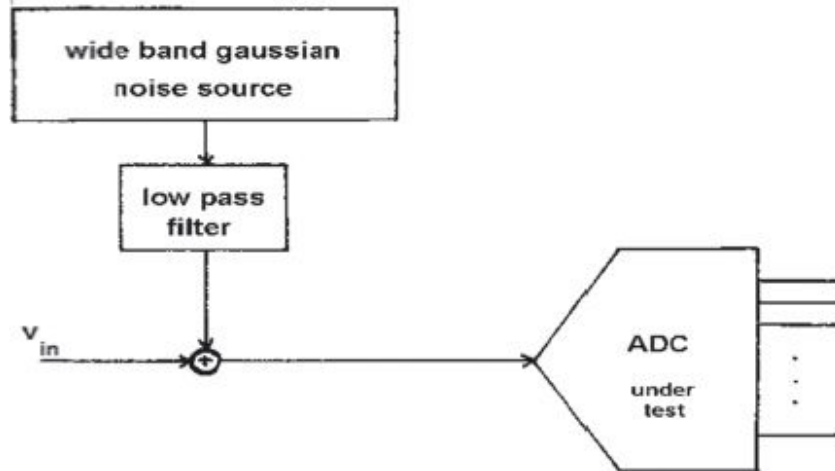 wide band gaussian
noise source
low pass
filter
v
in
+
ADC
under
test